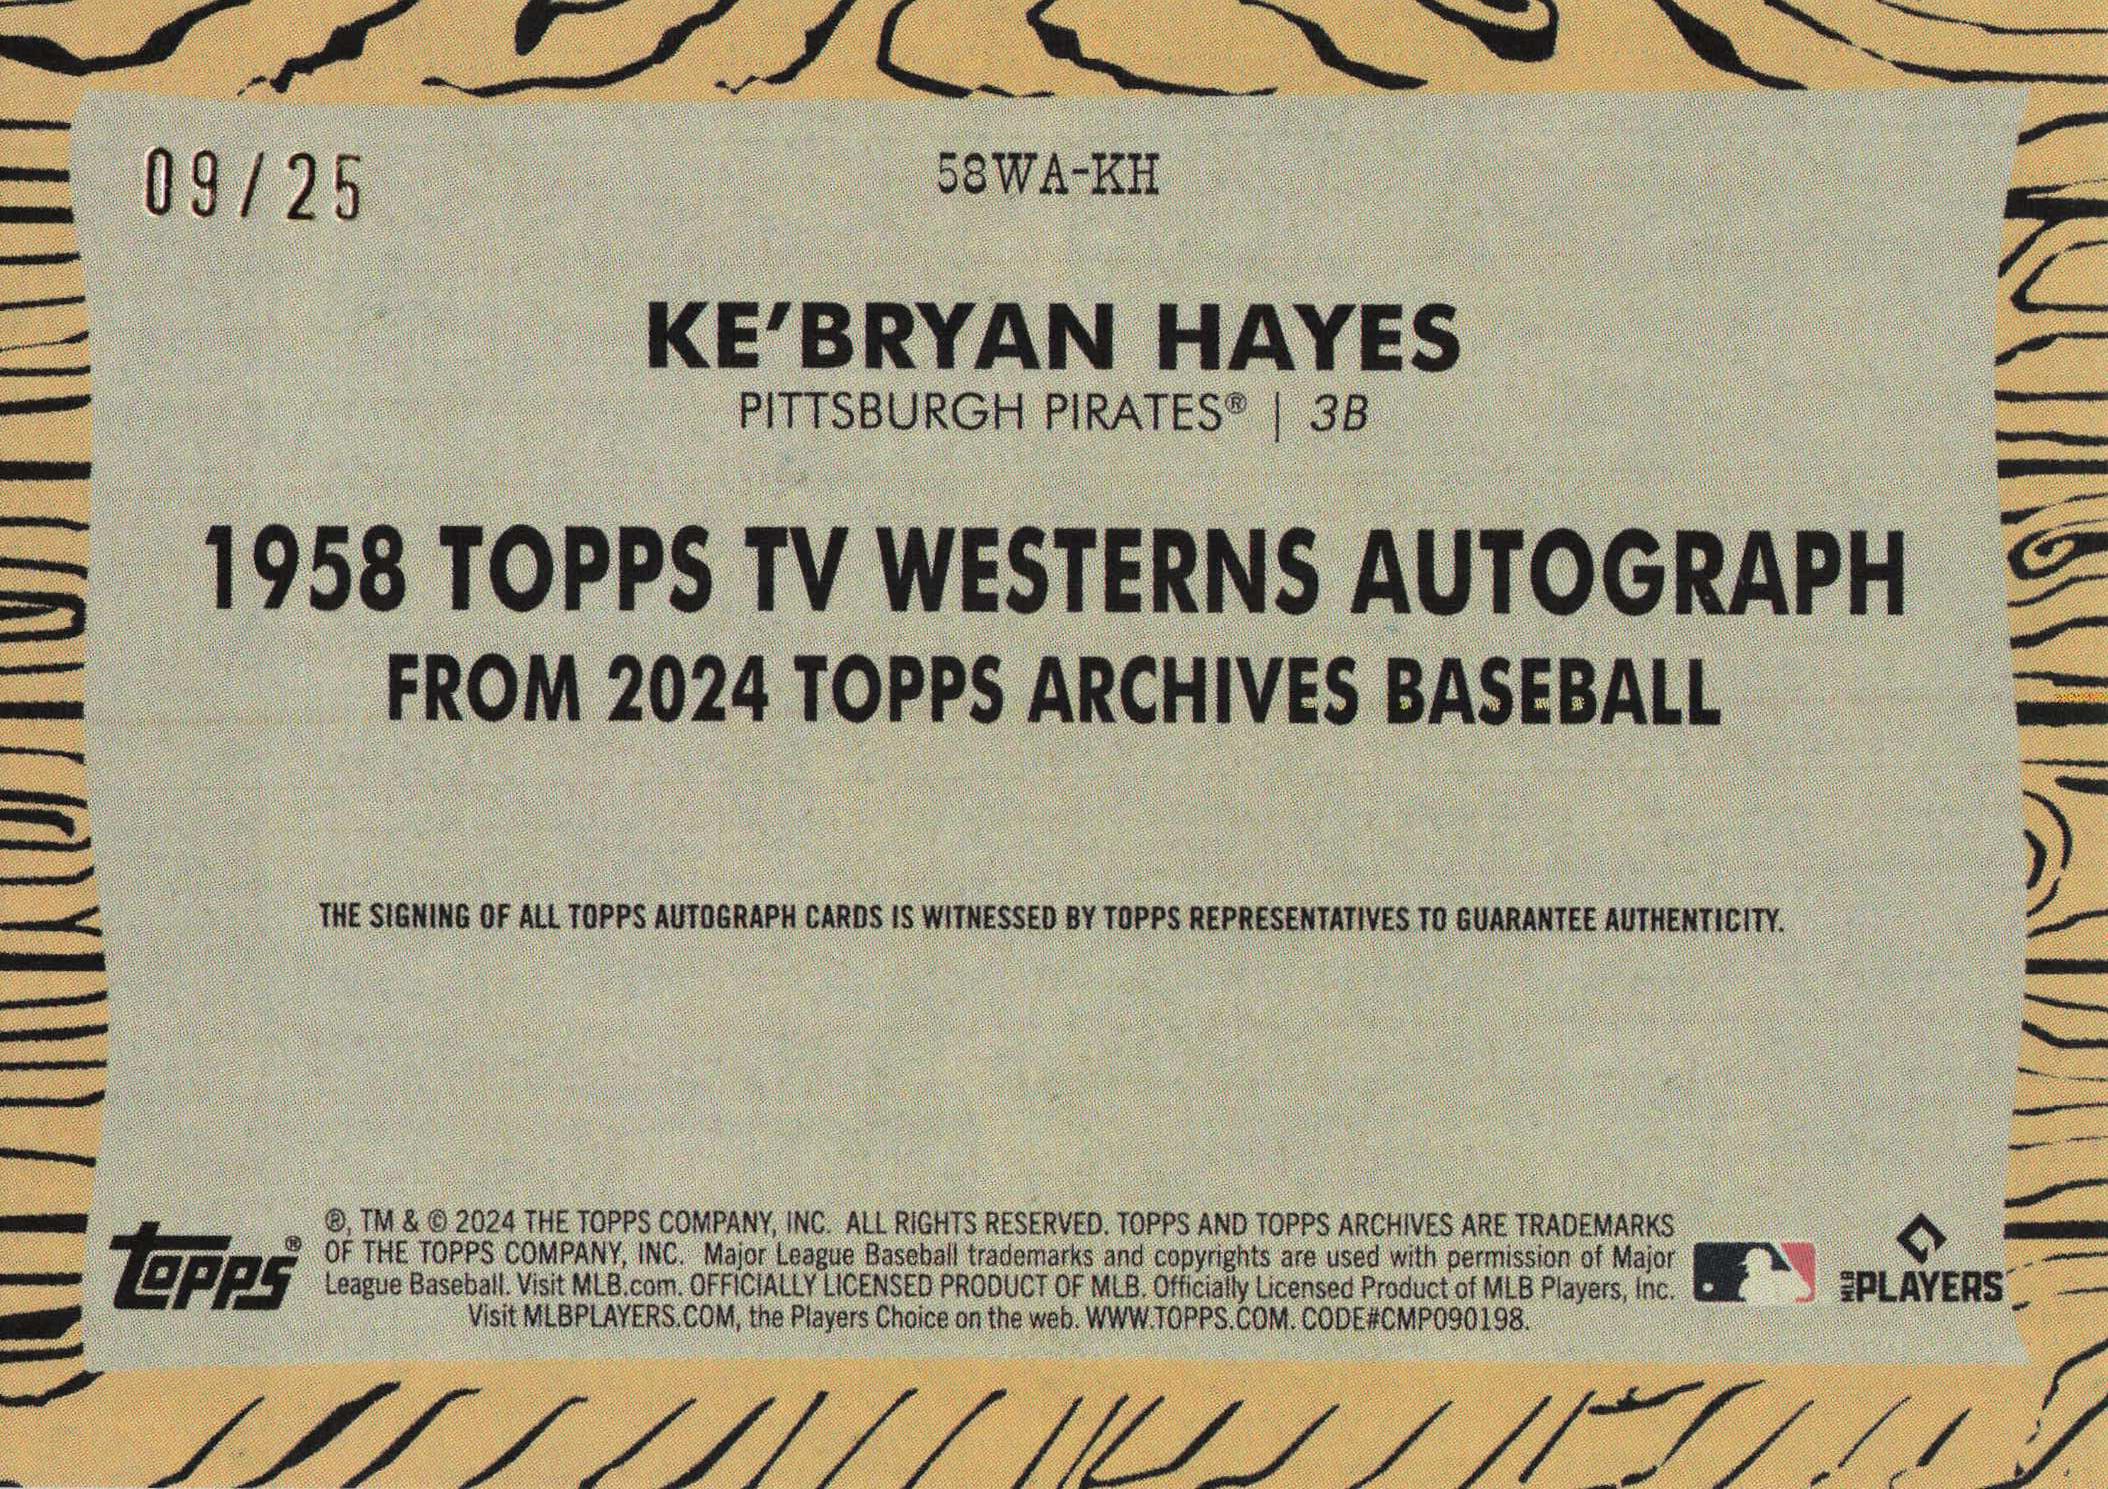 09/25
58WA-KH
KE'BRYAN HAYES
PITTSBURGH PIRATES® | 3B
1958 TOPPS TV WESTERNS AUTOGRAPH
FROM 2024 TOPPS ARCHIVES BASEBALL
THE SIGNING OF ALL TOPPS AUTOGRAPH CARDS IS WITNESSED BY TOPPS REPRESENTATIVES TO GUARANTEE AUTHENTICITY.
®, TM & © 2024 THE TOPPS COMPANY, INC. ALL RIGHTS RESERVED. TOPPS AND TOPPS ARCHIVES ARE TRADEMARKS
OF THE TOPPS COMPANY, INC. Major League Baseball trademarks and copyrights are used with permission of Major
League Baseball. Visit MLB.com. OFFICIALLY LICENSED PRODUCT OF MLB. Officially Licensed Product of MLB Players, Inc.
Visit MLBPLAYERS.COM, the Players Choice on the web. WWW.TOPPS.COM. CODE#CMP090198.
Topps®
MLB PLAYERS